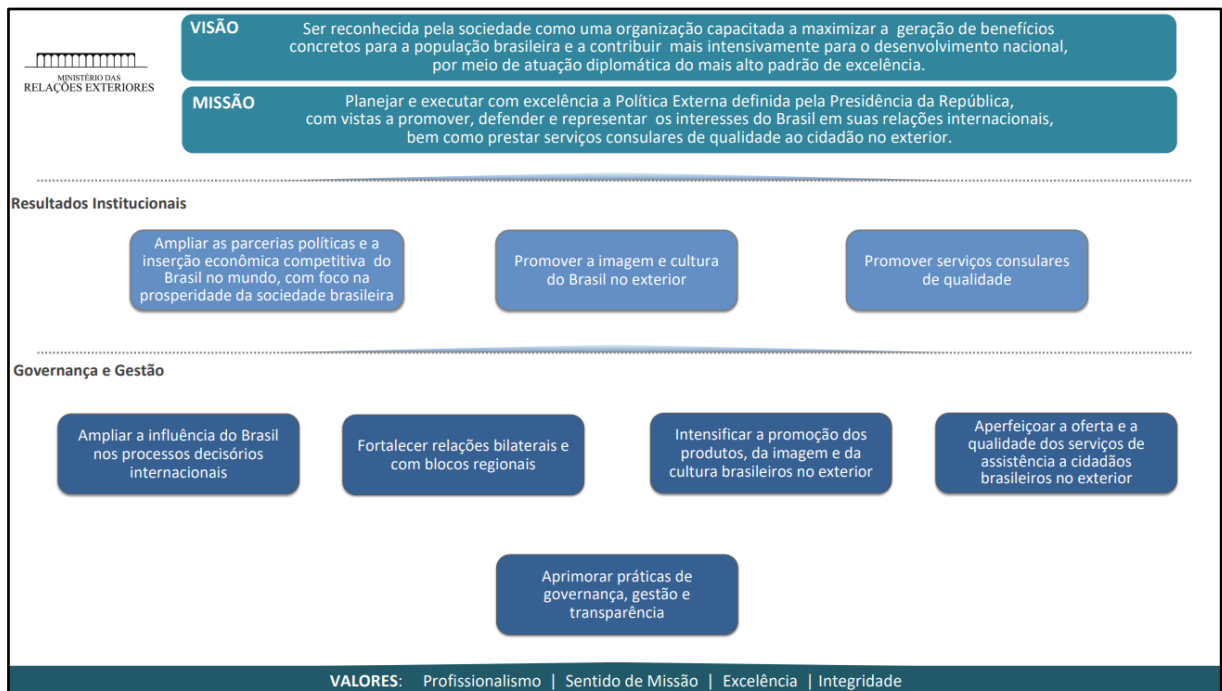 MINISTÉRIO DAS
RELAÇÕES EXTERIORES
VISÃO
Ser reconhecida pela sociedade como uma organização capacitada a maximizar a geração de benefícios
concretos para a população brasileira e a contribuir mais intensivamente para o desenvolvimento nacional,
por meio de atuação diplomática do mais alto padrão de excelência.
MISSÃO
Planejar e executar com excelência a Política Externa definida pela Presidência da República,
com vistas a promover, defender e representar os interesses do Brasil em suas relações internacionais,
bem como prestar serviços consulares de qualidade ao cidadão no exterior.
Resultados Institucionais
Ampliar as parcerias políticas e a
inserção econômica competitiva do
Brasil no mundo, com foco na
prosperidade da sociedade brasileira
Promover a imagem e cultura
do Brasil no exterior
Promover serviços consulares
de qualidade
Governança e Gestão
Ampliar a influência do Brasil
nos processos decisórios
internacionais
Fortalecer relações bilaterais e
com blocos regionais
Intensificar a promoção dos
produtos, da imagem e da
cultura brasileiros no exterior
Aperfeiçoar a oferta e a
qualidade dos serviços de
assistência a cidadãos
brasileiros no exterior
Aprimorar práticas de
governança, gestão e
transparência
VALORES: Profissionalismo | Sentido de Missão | Excelência | Integridade